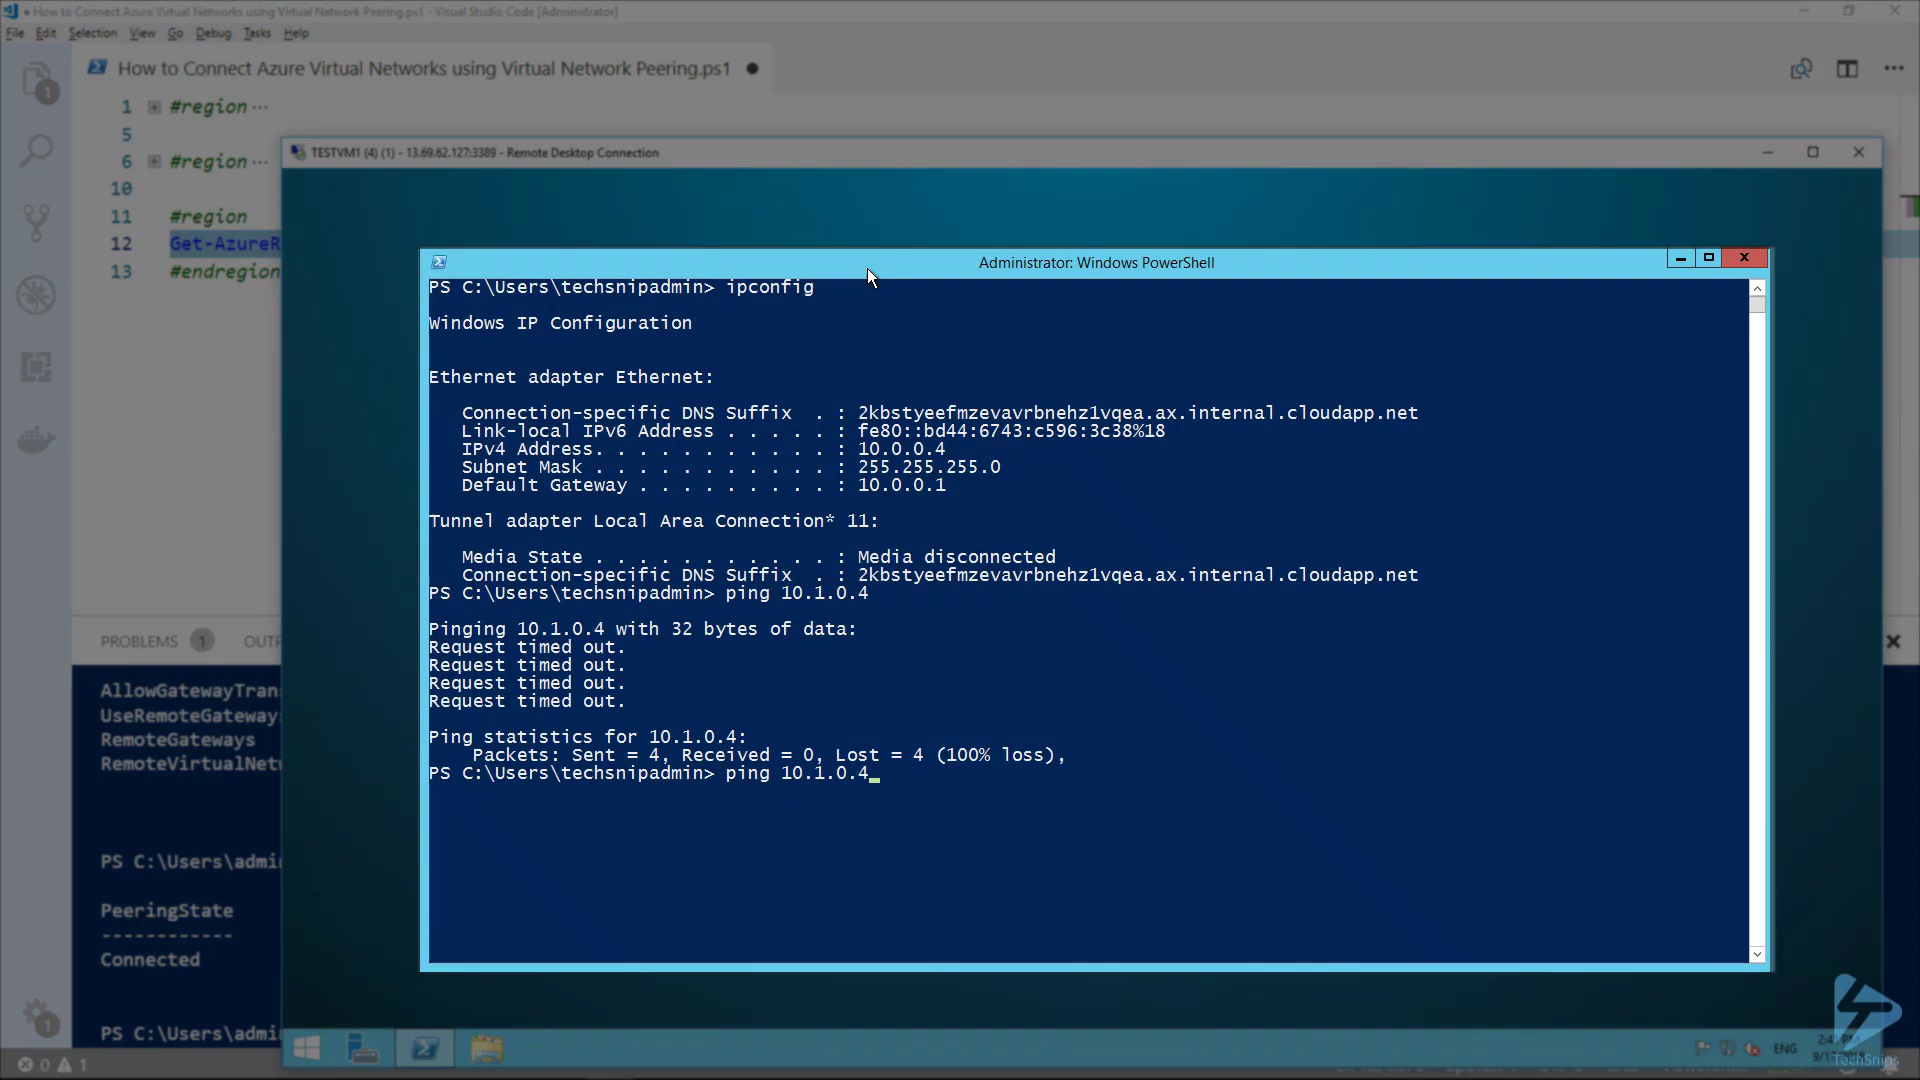 How to Connect Azure Virtual Networks using Virtual Network Peering.ps1 - Visual Studio Code [Administrator]
File Edit Selection View Go Debug Tasks Help
How to Connect Azure Virtual Networks using Virtual Network Peering.ps1
1 #region ···
5
6 #region ···
10
11 #region
12 Get-AzureR
13 #endregion
1
TESTVM1 (4) (1) - 13.69.62.127:3389 - Remote Desktop Connection
Administrator: Windows PowerShell
PS C:\Users\techsnipadmin> ipconfig
Windows IP Configuration
Ethernet adapter Ethernet:
Connection-specific DNS Suffix . : 2kbstyeefmzevavrbnehz1vqea.ax.internal.cloudapp.net
Link-local IPv6 Address . . . . . : fe80::bd44:6743:c596:3c38%18
IPv4 Address. . . . . . . . . . . : 10.0.0.4
Subnet Mask . . . . . . . . . . . : 255.255.255.0
Default Gateway . . . . . . . . . : 10.0.0.1
Tunnel adapter Local Area Connection* 11:
Media State . . . . . . . . . . . : Media disconnected
Connection-specific DNS Suffix . : 2kbstyeefmzevavrbnehz1vqea.ax.internal.cloudapp.net
PS C:\Users\techsnipadmin> ping 10.1.0.4
Pinging 10.1.0.4 with 32 bytes of data:
Request timed out.
Request timed out.
Request timed out.
Request timed out.
Ping statistics for 10.1.0.4:
Packets: Sent = 4, Received = 0, Lost = 4 (100% loss),
PS C:\Users\techsnipadmin> ping 10.1.0.4
PROBLEMS 1 OUTP
AllowGatewayTran
UseRemoteGateway
RemoteGateways
RemoteVirtualNet
PS C:\Users\admi
PeeringState
------------
Connected
PS C:\Users\admi
1
ENG
TechSnips
0 1